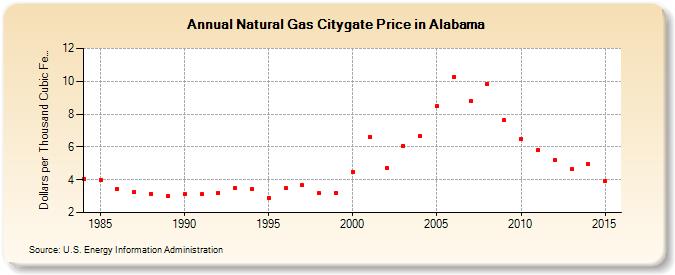 Annual Natural Gas Citygate Price in Alabama
Dollars per Thousand Cubic Fe...
12
10
8
6
4
2
1985 1990 1995 2000 2005 2010 2015
Source: U.S. Energy Information Administration